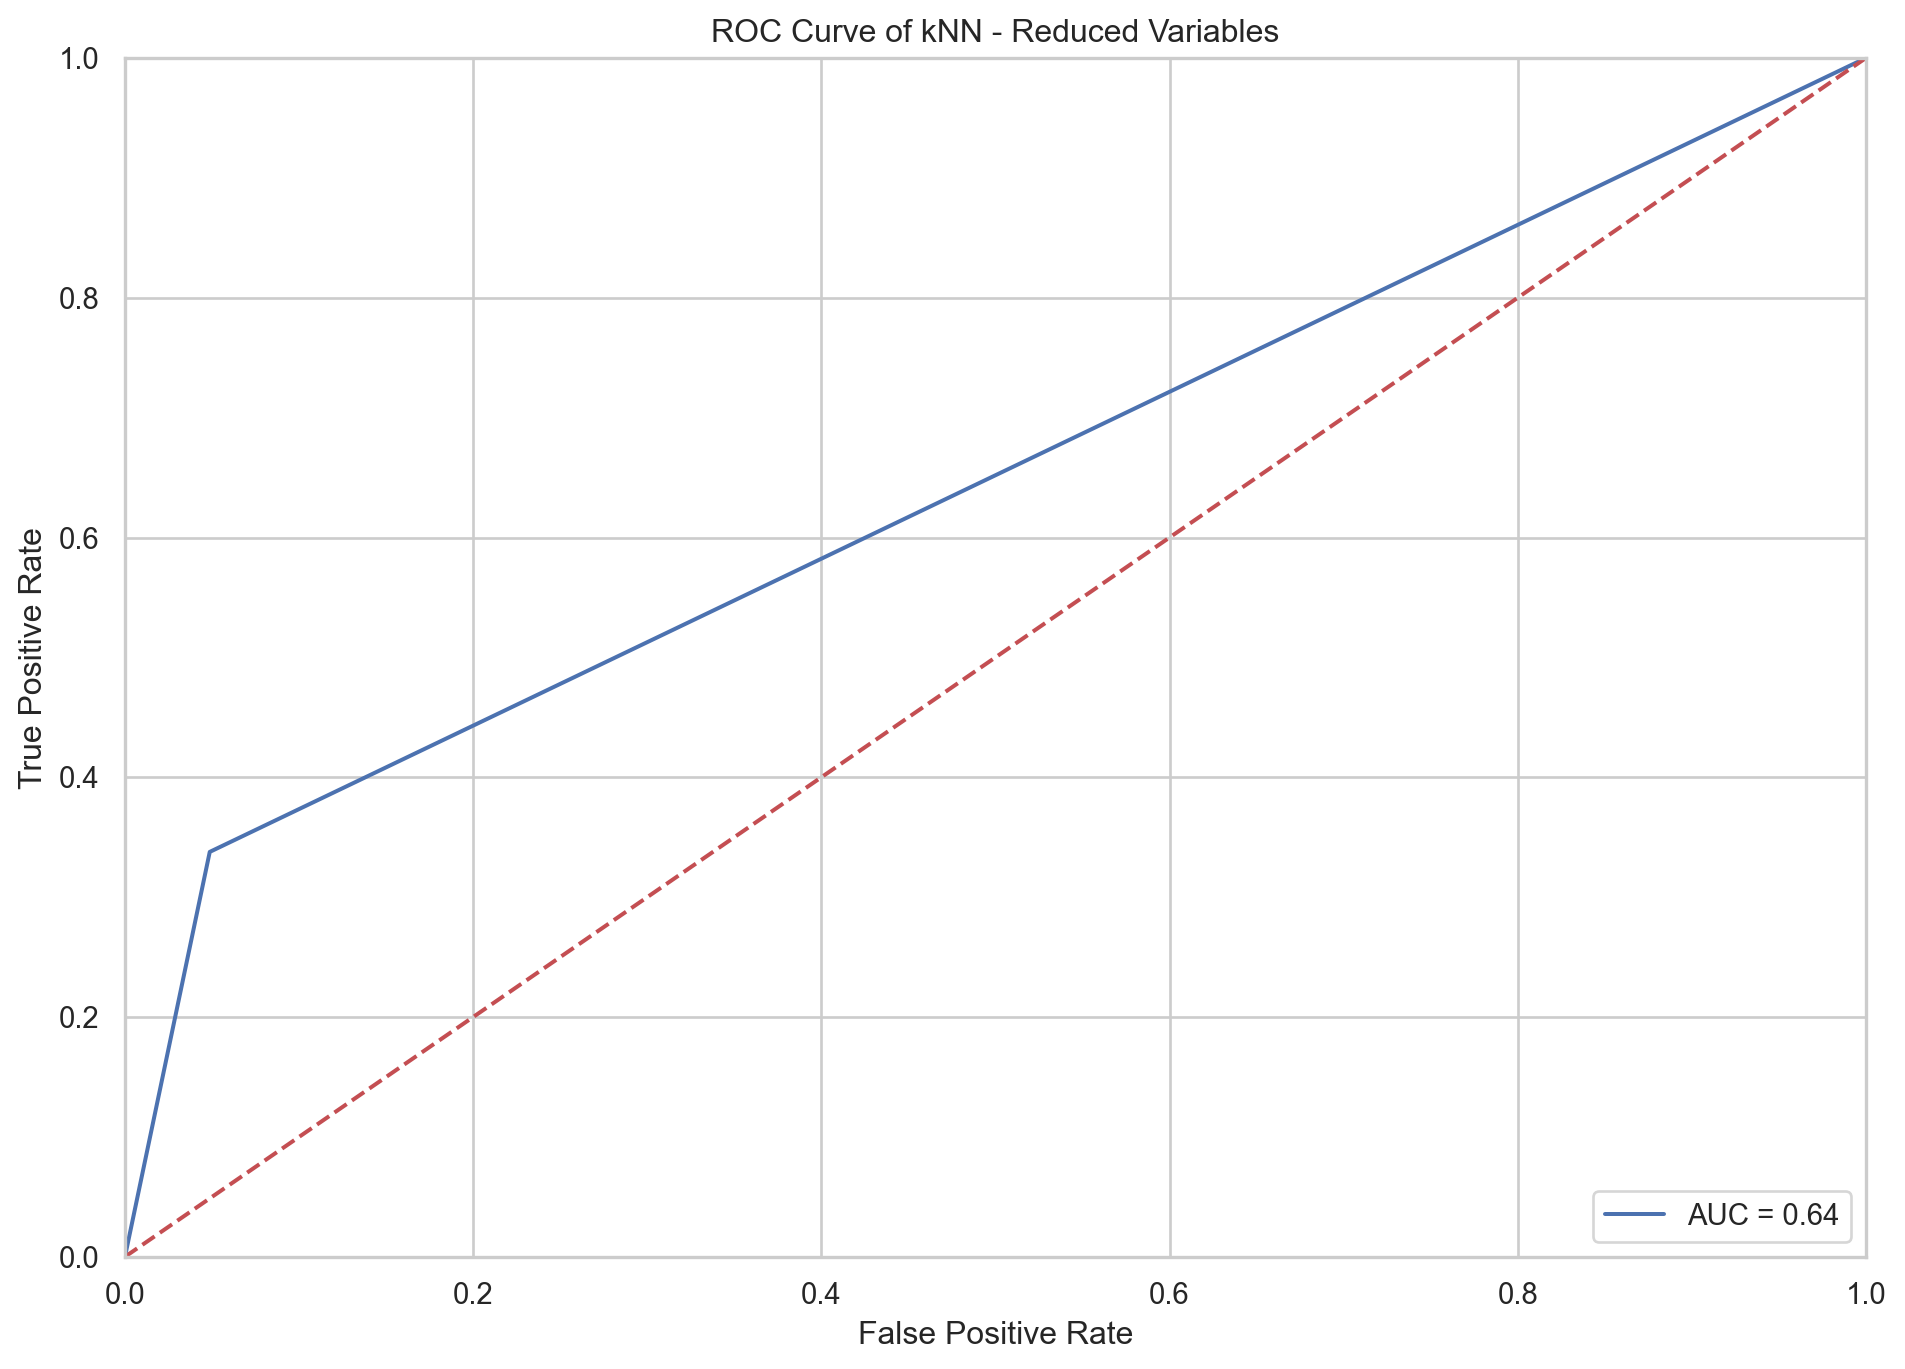 ROC Curve of kNN - Reduced Variables
1.0
0.8
0.6
0.4
0.2
0.0
True Positive Rate
AUC = 0.64
0.0 0.2 0.4 0.6 0.8 1.0
False Positive Rate